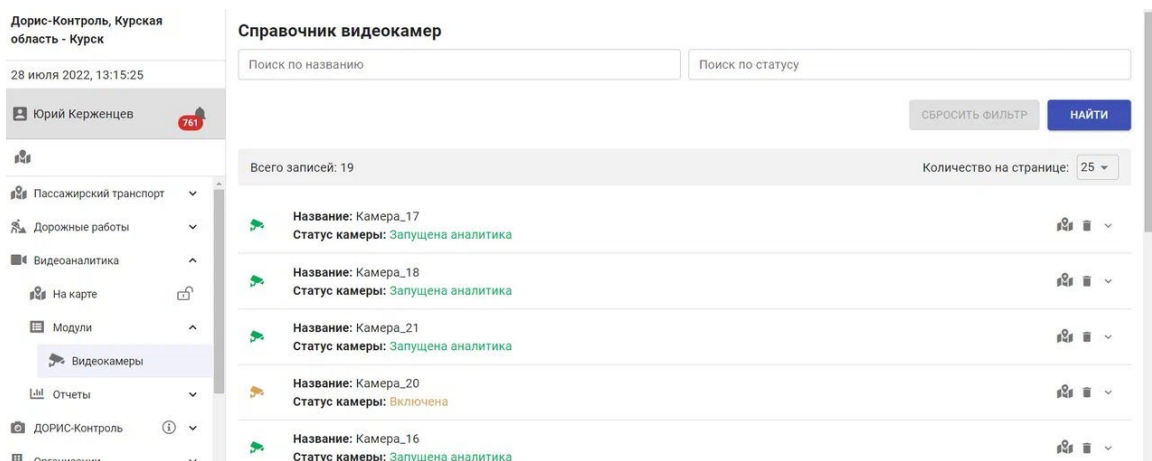 Дорис-Контроль, Курская
область - Курск
28 июля 2022, 13:15:25
Юрий Керженцев
761
Пассажирский транспорт
Дорожные работы
Видеоаналитика
На карте
Модули
Видеокамеры
Отчеты
ДОРИС-Контроль
Организации
Справочник видеокамер
Поиск по названию
Поиск по статусу
СБРОСИТЬ ФИЛЬТР
НАЙТИ
Всего записей: 19
Количество на странице: 25
Название: Камера_17
Статус камеры: Запущена аналитика
Название: Камера_18
Статус камеры: Запущена аналитика
Название: Камера_21
Статус камеры: Запущена аналитика
Название: Камера_20
Статус камеры: Включена
Название: Камера_16
Статус камеры: Запущена аналитика